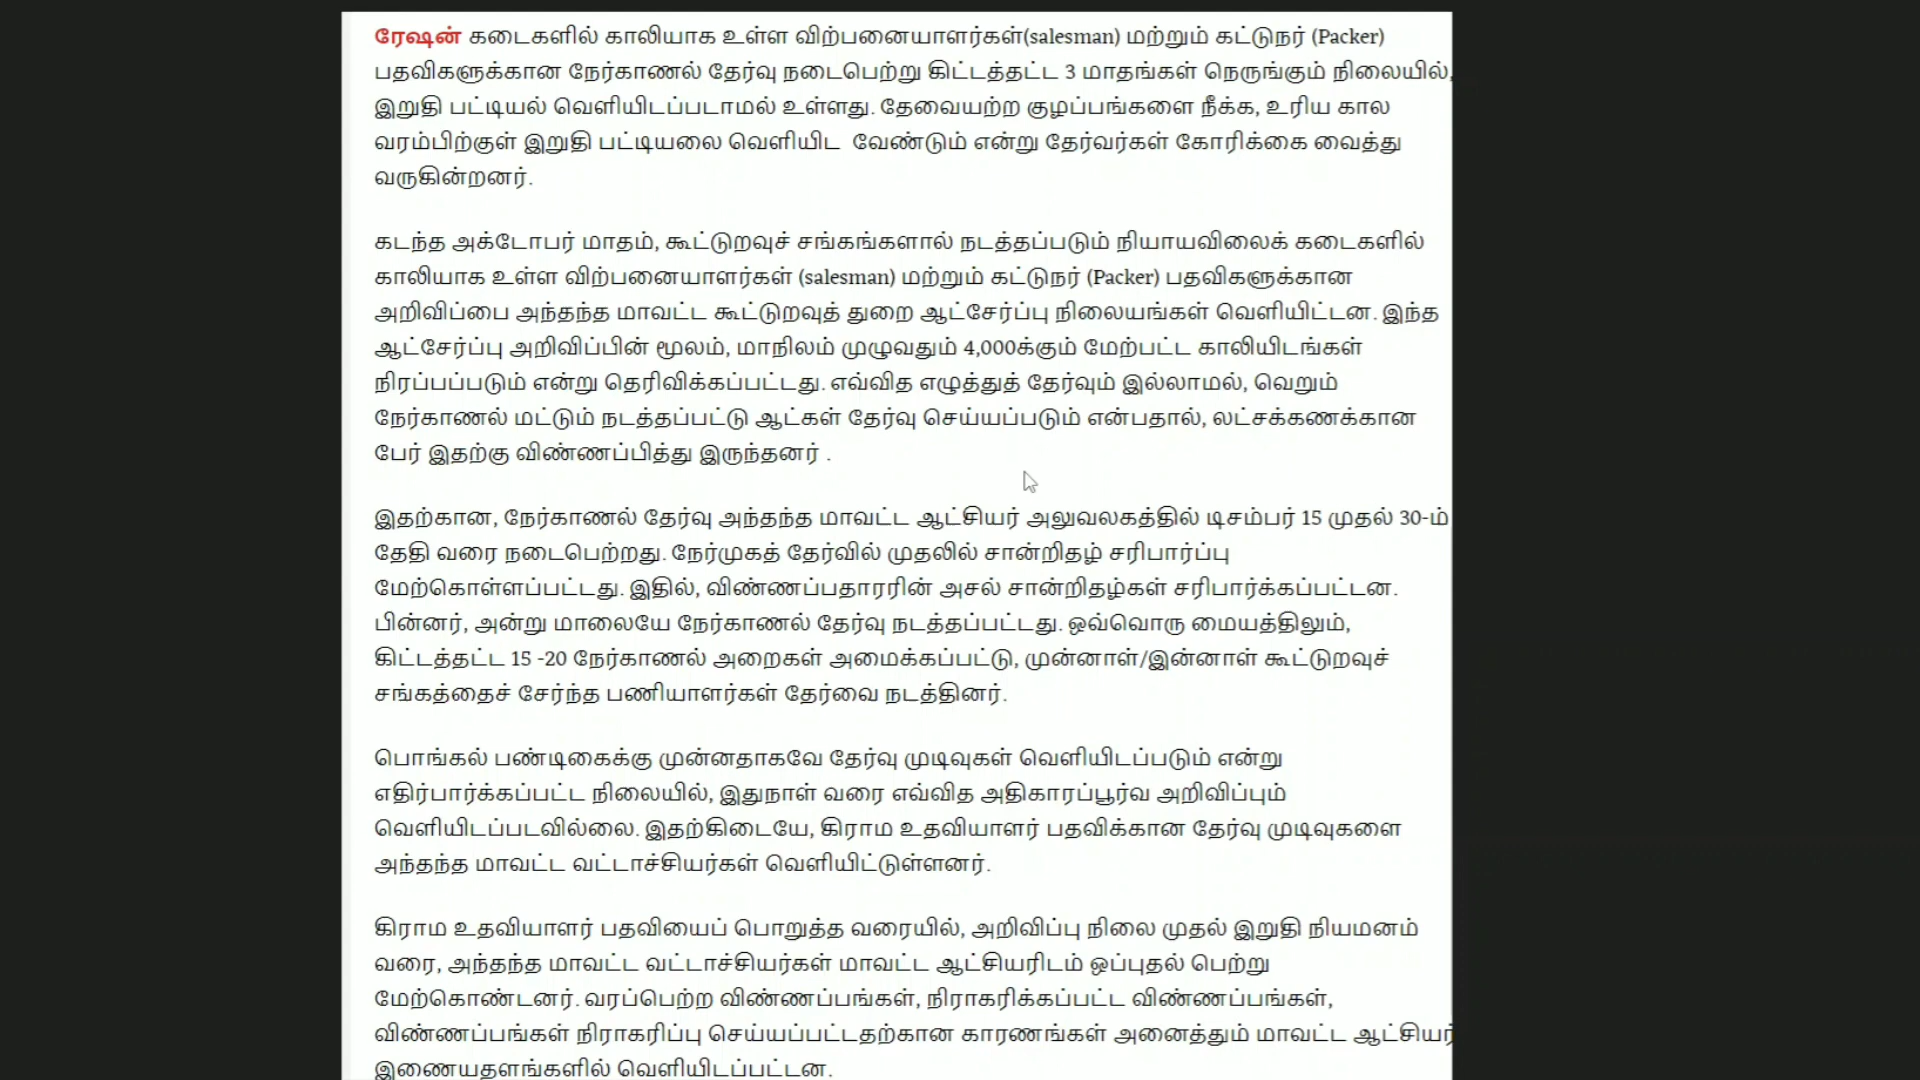 ரேஷன் கடைகளில் காலியாக உள்ள விற்பனையாளர்கள்(salesman) மற்றும் கட்டுநர் (Packer)
பதவிகளுக்கான நேர்காணல் தேர்வு நடைபெற்று கிட்டத்தட்ட 3 மாதங்கள் நெருங்கும் நிலையில்,
இறுதி பட்டியல் வெளியிடப்படாமல் உள்ளது. தேவையற்ற குழப்பங்களை நீக்க, உரிய கால
வரம்பிற்குள் இறுதி பட்டியலை வெளியிட வேண்டும் என்று தேர்வர்கள் கோரிக்கை வைத்து
வருகின்றனர்.
கடந்த அக்டோபர் மாதம், கூட்டுறவுச் சங்கங்களால் நடத்தப்படும் நியாயவிலைக் கடைகளில்
காலியாக உள்ள விற்பனையாளர்கள் (salesman) மற்றும் கட்டுநர் (Packer) பதவிகளுக்கான
அறிவிப்பை அந்தந்த மாவட்ட கூட்டுறவுத் துறை ஆட்சேர்ப்பு நிலையங்கள் வெளியிட்டன. இந்த
ஆட்சேர்ப்பு அறிவிப்பின் மூலம், மாநிலம் முழுவதும் 4,000க்கும் மேற்பட்ட காலியிடங்கள்
நிரப்பப்படும் என்று தெரிவிக்கப்பட்டது. எவ்வித எழுத்துத் தேர்வும் இல்லாமல், வெறும்
நேர்காணல் மட்டும் நடத்தப்பட்டு ஆட்கள் தேர்வு செய்யப்படும் என்பதால், லட்சக்கணக்கான
பேர் இதற்கு விண்ணப்பித்து இருந்தனர் .
இதற்கான, நேர்காணல் தேர்வு அந்தந்த மாவட்ட ஆட்சியர் அலுவலகத்தில் டிசம்பர் 15 முதல் 30-ம்
தேதி வரை நடைபெற்றது. நேர்முகத் தேர்வில் முதலில் சான்றிதழ் சரிபார்ப்பு
மேற்கொள்ளப்பட்டது. இதில், விண்ணப்பதாரரின் அசல் சான்றிதழ்கள் சரிபார்க்கப்பட்டன.
பின்னர், அன்று மாலையே நேர்காணல் தேர்வு நடத்தப்பட்டது. ஒவ்வொரு மையத்திலும்,
கிட்டத்தட்ட 15 -20 நேர்காணல் அறைகள் அமைக்கப்பட்டு, முன்னாள்/இன்னாள் கூட்டுறவுச்
சங்கத்தைச் சேர்ந்த பணியாளர்கள் தேர்வை நடத்தினர்.
பொங்கல் பண்டிகைக்கு முன்னதாகவே தேர்வு முடிவுகள் வெளியிடப்படும் என்று
எதிர்பார்க்கப்பட்ட நிலையில், இதுநாள் வரை எவ்வித அதிகாரப்பூர்வ அறிவிப்பும்
வெளியிடப்படவில்லை. இதற்கிடையே, கிராம உதவியாளர் பதவிக்கான தேர்வு முடிவுகளை
அந்தந்த மாவட்ட வட்டாச்சியர்கள் வெளியிட்டுள்ளனர்.
கிராம உதவியாளர் பதவியைப் பொறுத்த வரையில், அறிவிப்பு நிலை முதல் இறுதி நியமனம்
வரை, அந்தந்த மாவட்ட வட்டாச்சியர்கள் மாவட்ட ஆட்சியரிடம் ஒப்புதல் பெற்று
மேற்கொண்டனர். வரப்பெற்ற விண்ணப்பங்கள், நிராகரிக்கப்பட்ட விண்ணப்பங்கள்,
விண்ணப்பங்கள் நிராகரிப்பு செய்யப்பட்டதற்கான காரணங்கள் அனைத்தும் மாவட்ட ஆட்சியர்
இணையதளங்களில் வெளியிடப்பட்டன.